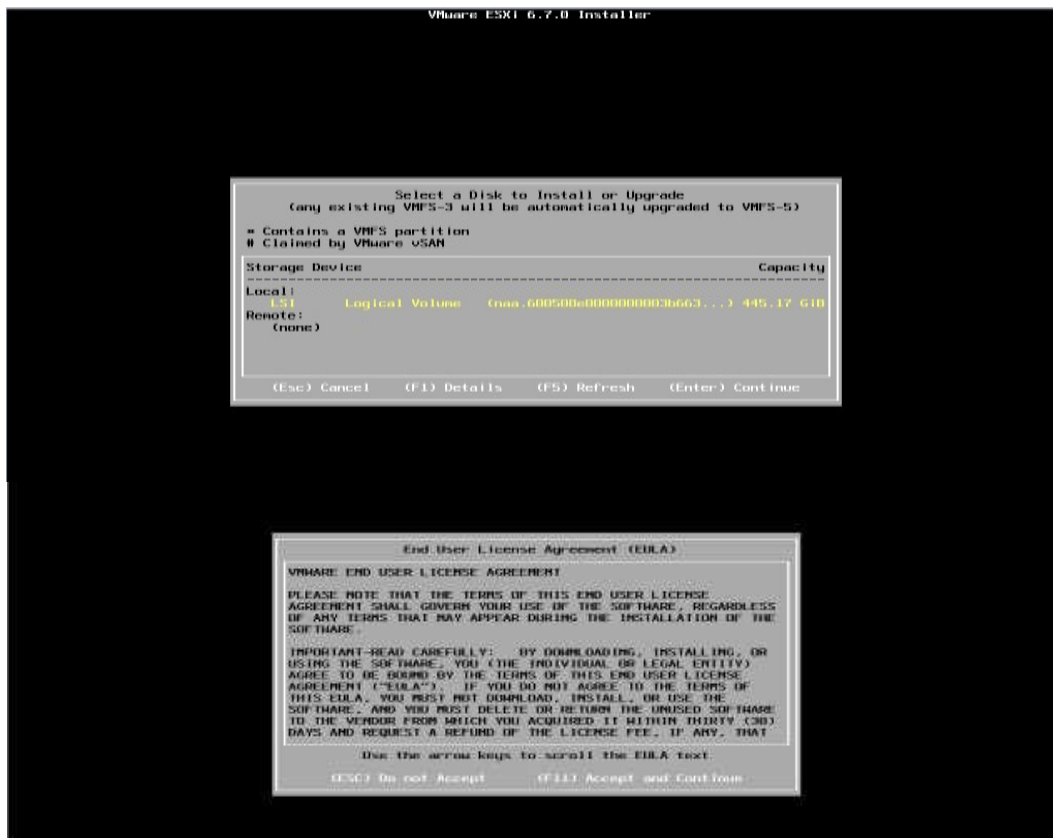 VMware ESXi 6.7.0 Installer
Select a Disk to Install or Upgrade
(any existing VMFS-3 will be automatically upgraded to VMFS-5)
* Contains a VMFS partition
# Claimed by VMware vSAN
Storage Device Capacity
Local:
LSI Logical Volume (naa.600508e0000000003b663...) 445.17 GiB
Remote:
(none)
(Esc) Cancel (F1) Details (F5) Refresh (Enter) Continue
End User License Agreement (EULA)
VMWARE END USER LICENSE AGREEMENT
PLEASE NOTE THAT THE TERMS OF THIS END USER LICENSE
AGREEMENT SHALL GOVERN YOUR USE OF THE SOFTWARE, REGARDLESS
OF ANY TERMS THAT MAY APPEAR DURING THE INSTALLATION OF THE
SOFTWARE.
IMPORTANT-READ CAREFULLY: BY DOWNLOADING, INSTALLING, OR
USING THE SOFTWARE, YOU (THE INDIVIDUAL OR LEGAL ENTITY)
AGREE TO BE BOUND BY THE TERMS OF THIS END USER LICENSE
AGREEMENT ("EULA"). IF YOU DO NOT AGREE TO THE TERMS OF
THIS EULA, YOU MUST NOT DOWNLOAD, INSTALL, OR USE THE
SOFTWARE, AND YOU MUST DELETE OR RETURN THE UNUSED SOFTWARE
TO THE VENDOR FROM WHICH YOU ACQUIRED IT WITHIN THIRTY (30)
DAYS AND REQUEST A REFUND OF THE LICENSE FEE, IF ANY, THAT
Use the arrow keys to scroll the EULA text
(ESC) Do not Accept (F11) Accept and Continue